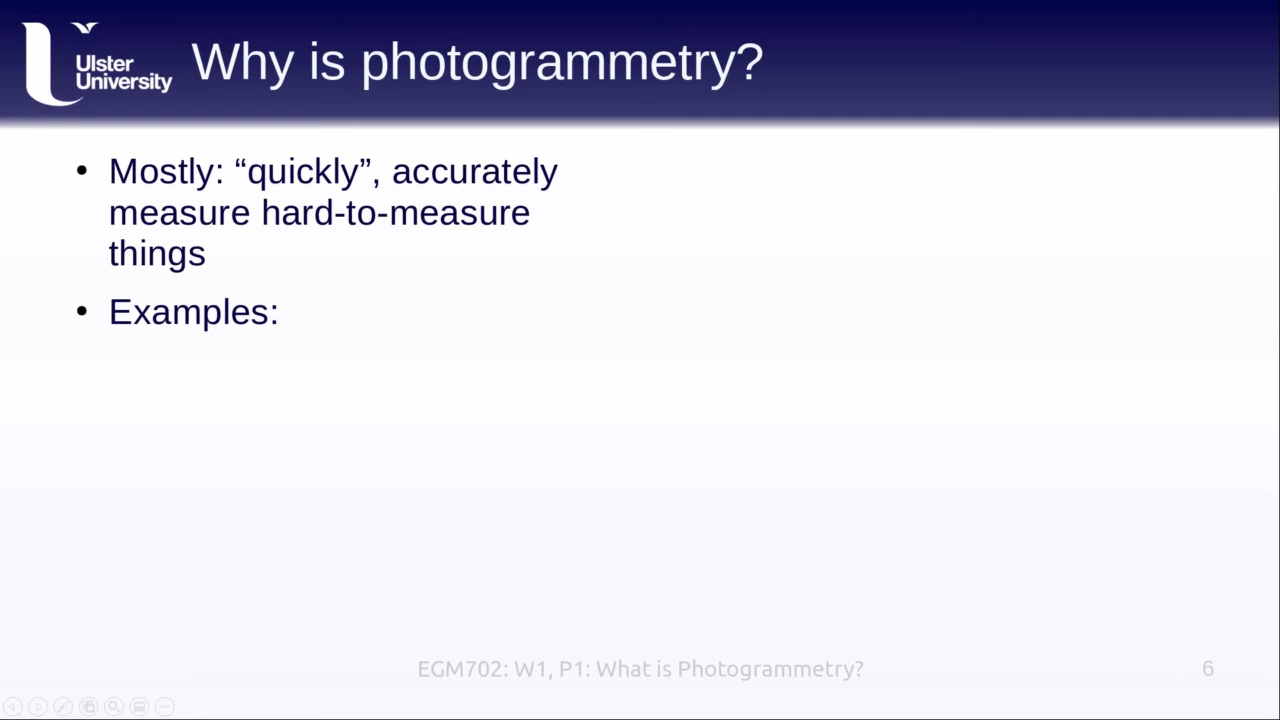 Ulster
University
Why is photogrammetry?
• Mostly: “quickly”, accurately
measure hard-to-measure
things
• Examples:
EGM702: W1, P1: What is Photogrammetry?
6